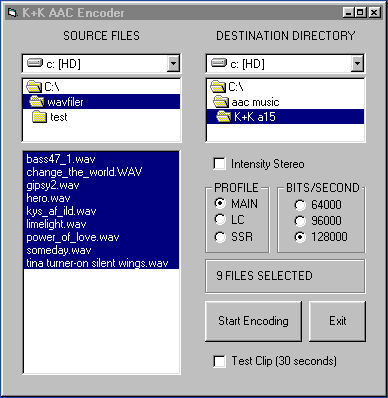 K+K AAC Encoder
SOURCE FILES
DESTINATION DIRECTORY
c: [HD]
c: [HD]
C:\
wavfiler
test
C:\
aac music
K+K a15
bass47_1.wav
change_the_world.WAV
gipsy2.wav
hero.wav
kys_af_ild.wav
limelight.wav
power_of_love.wav
someday.wav
tina turner-on silent wings.wav
Intensity Stereo
PROFILE
MAIN
LC
SSR
BITS/SECOND
64000
96000
128000
9 FILES SELECTED
Start Encoding
Exit
Test Clip (30 seconds)